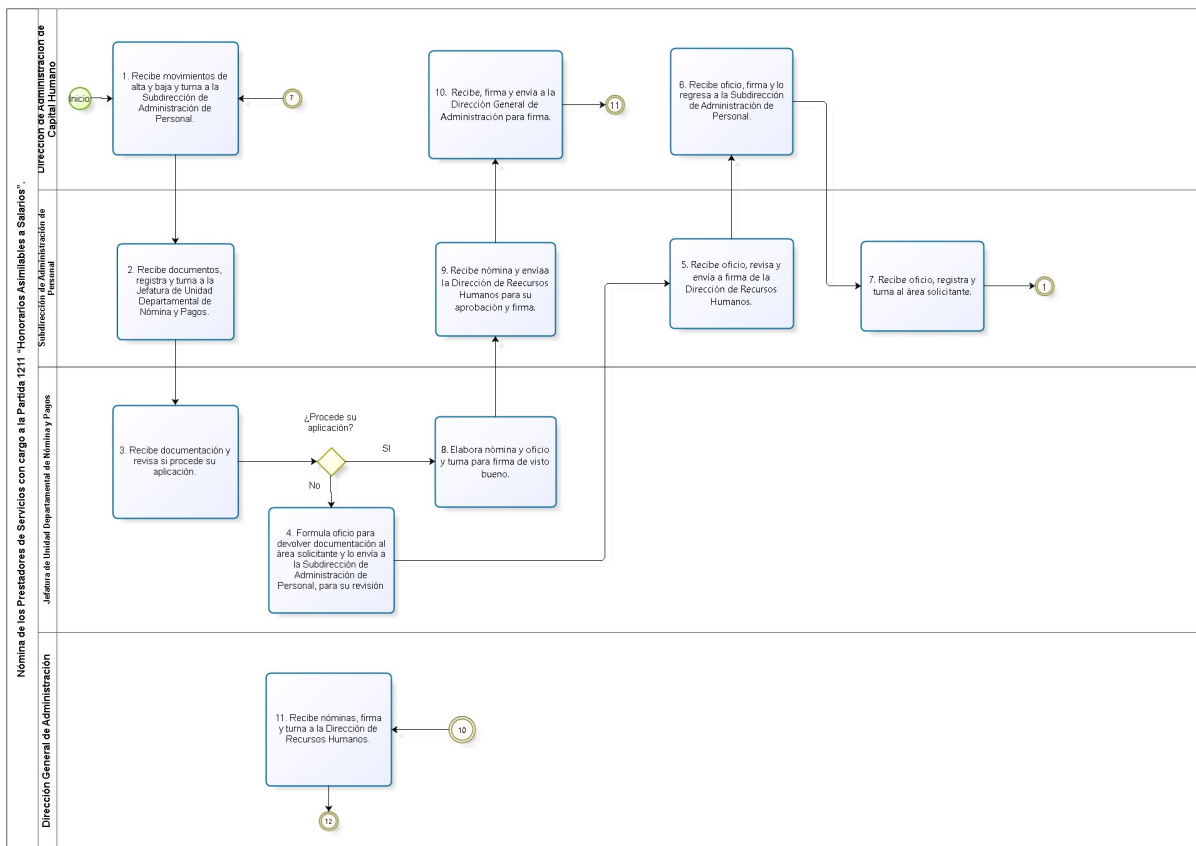 Nómina de los Prestadores de Servicios con cargo a la Partida 1211 “Honorarios Asimilables a Salarios”.
Dirección de Administración de
Capital Humano
Inicio
1. Recibe movimientos de
alta y baja y turna a la
Subdirección de
Administración de
Personal.
7
10. Recibe, firma y envía a la
Dirección General de
Administración para firma.
11
6. Recibe oficio, firma y lo
regresa a la Subdirección
de Administración de
Personal.
Subdirección de Administración de
Personal
2. Recibe documentos,
registra y turna a la
Jefatura de Unidad
Departamental de
Nómina y Pagos.
9. Recibe nómina y envíaa
la Dirección de Recursos
Humanos para su
aprobación y firma.
5. Recibe oficio, revisa y
envía a firma de la
Dirección de Recursos
Humanos.
7. Recibe oficio, registra y
turna al área solicitante.
1
Jefatura de Unidad Departamental de Nómina y Pagos
3. Recibe documentación y
revisa si procede su
aplicación.
¿Procede su
aplicación?
SI
No
8. Elabora nómina y oficio
y turna para firma de visto
bueno.
4. Formula oficio para
devolver documentación al
área solicitante y lo envía a
la Subdirección de
Administración de
Personal, para su revisión
Dirección General de Administración
11. Recibe nóminas, firma
y turna a la Dirección de
Recursos Humanos.
10
12